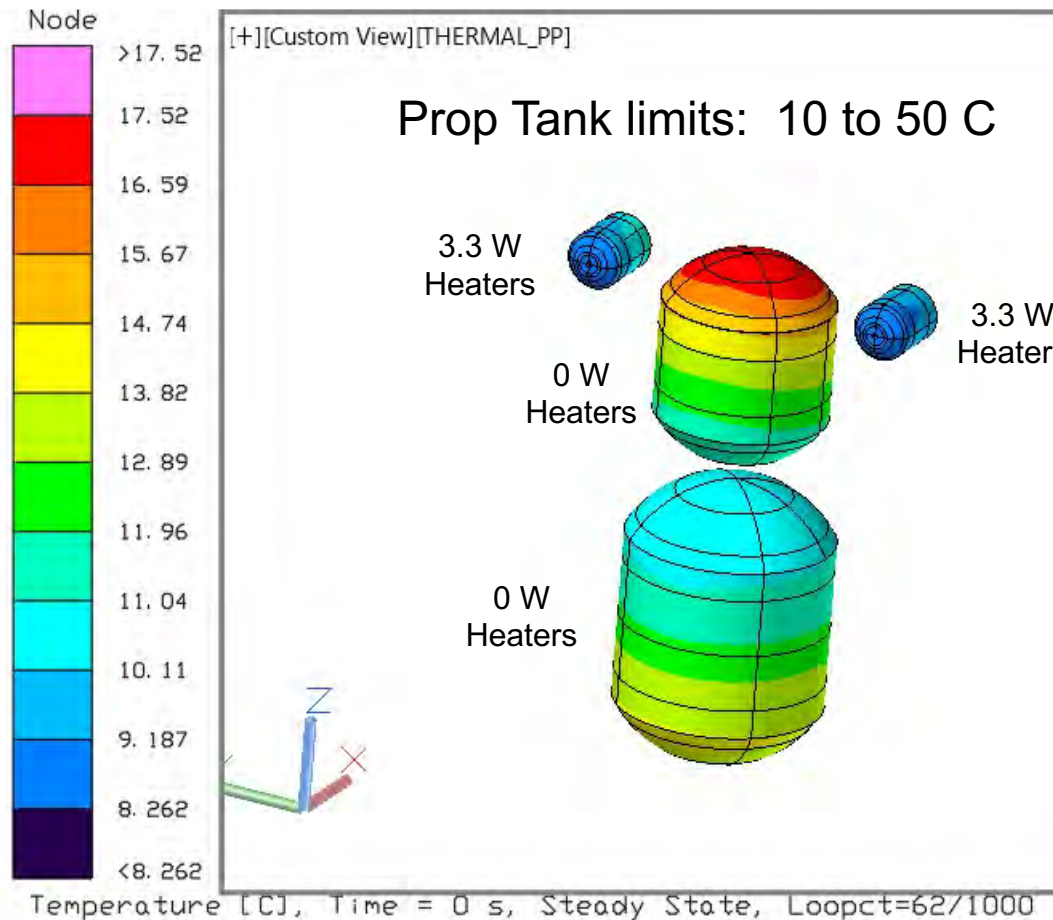 Node
>17.52
17.52
16.59
15.67
14.74
13.82
12.89
11.96
11.04
10.11
9.187
8.262
<8.262
[+][Custom View][THERMAL_PP]
Prop Tank limits: 10 to 50 C
3.3 W
Heaters
3.3 W
Heater
0 W
Heaters
0 W
Heaters
Z
X
Temperature [C], Time = 0 s, Steady State, Loopct=62/1000